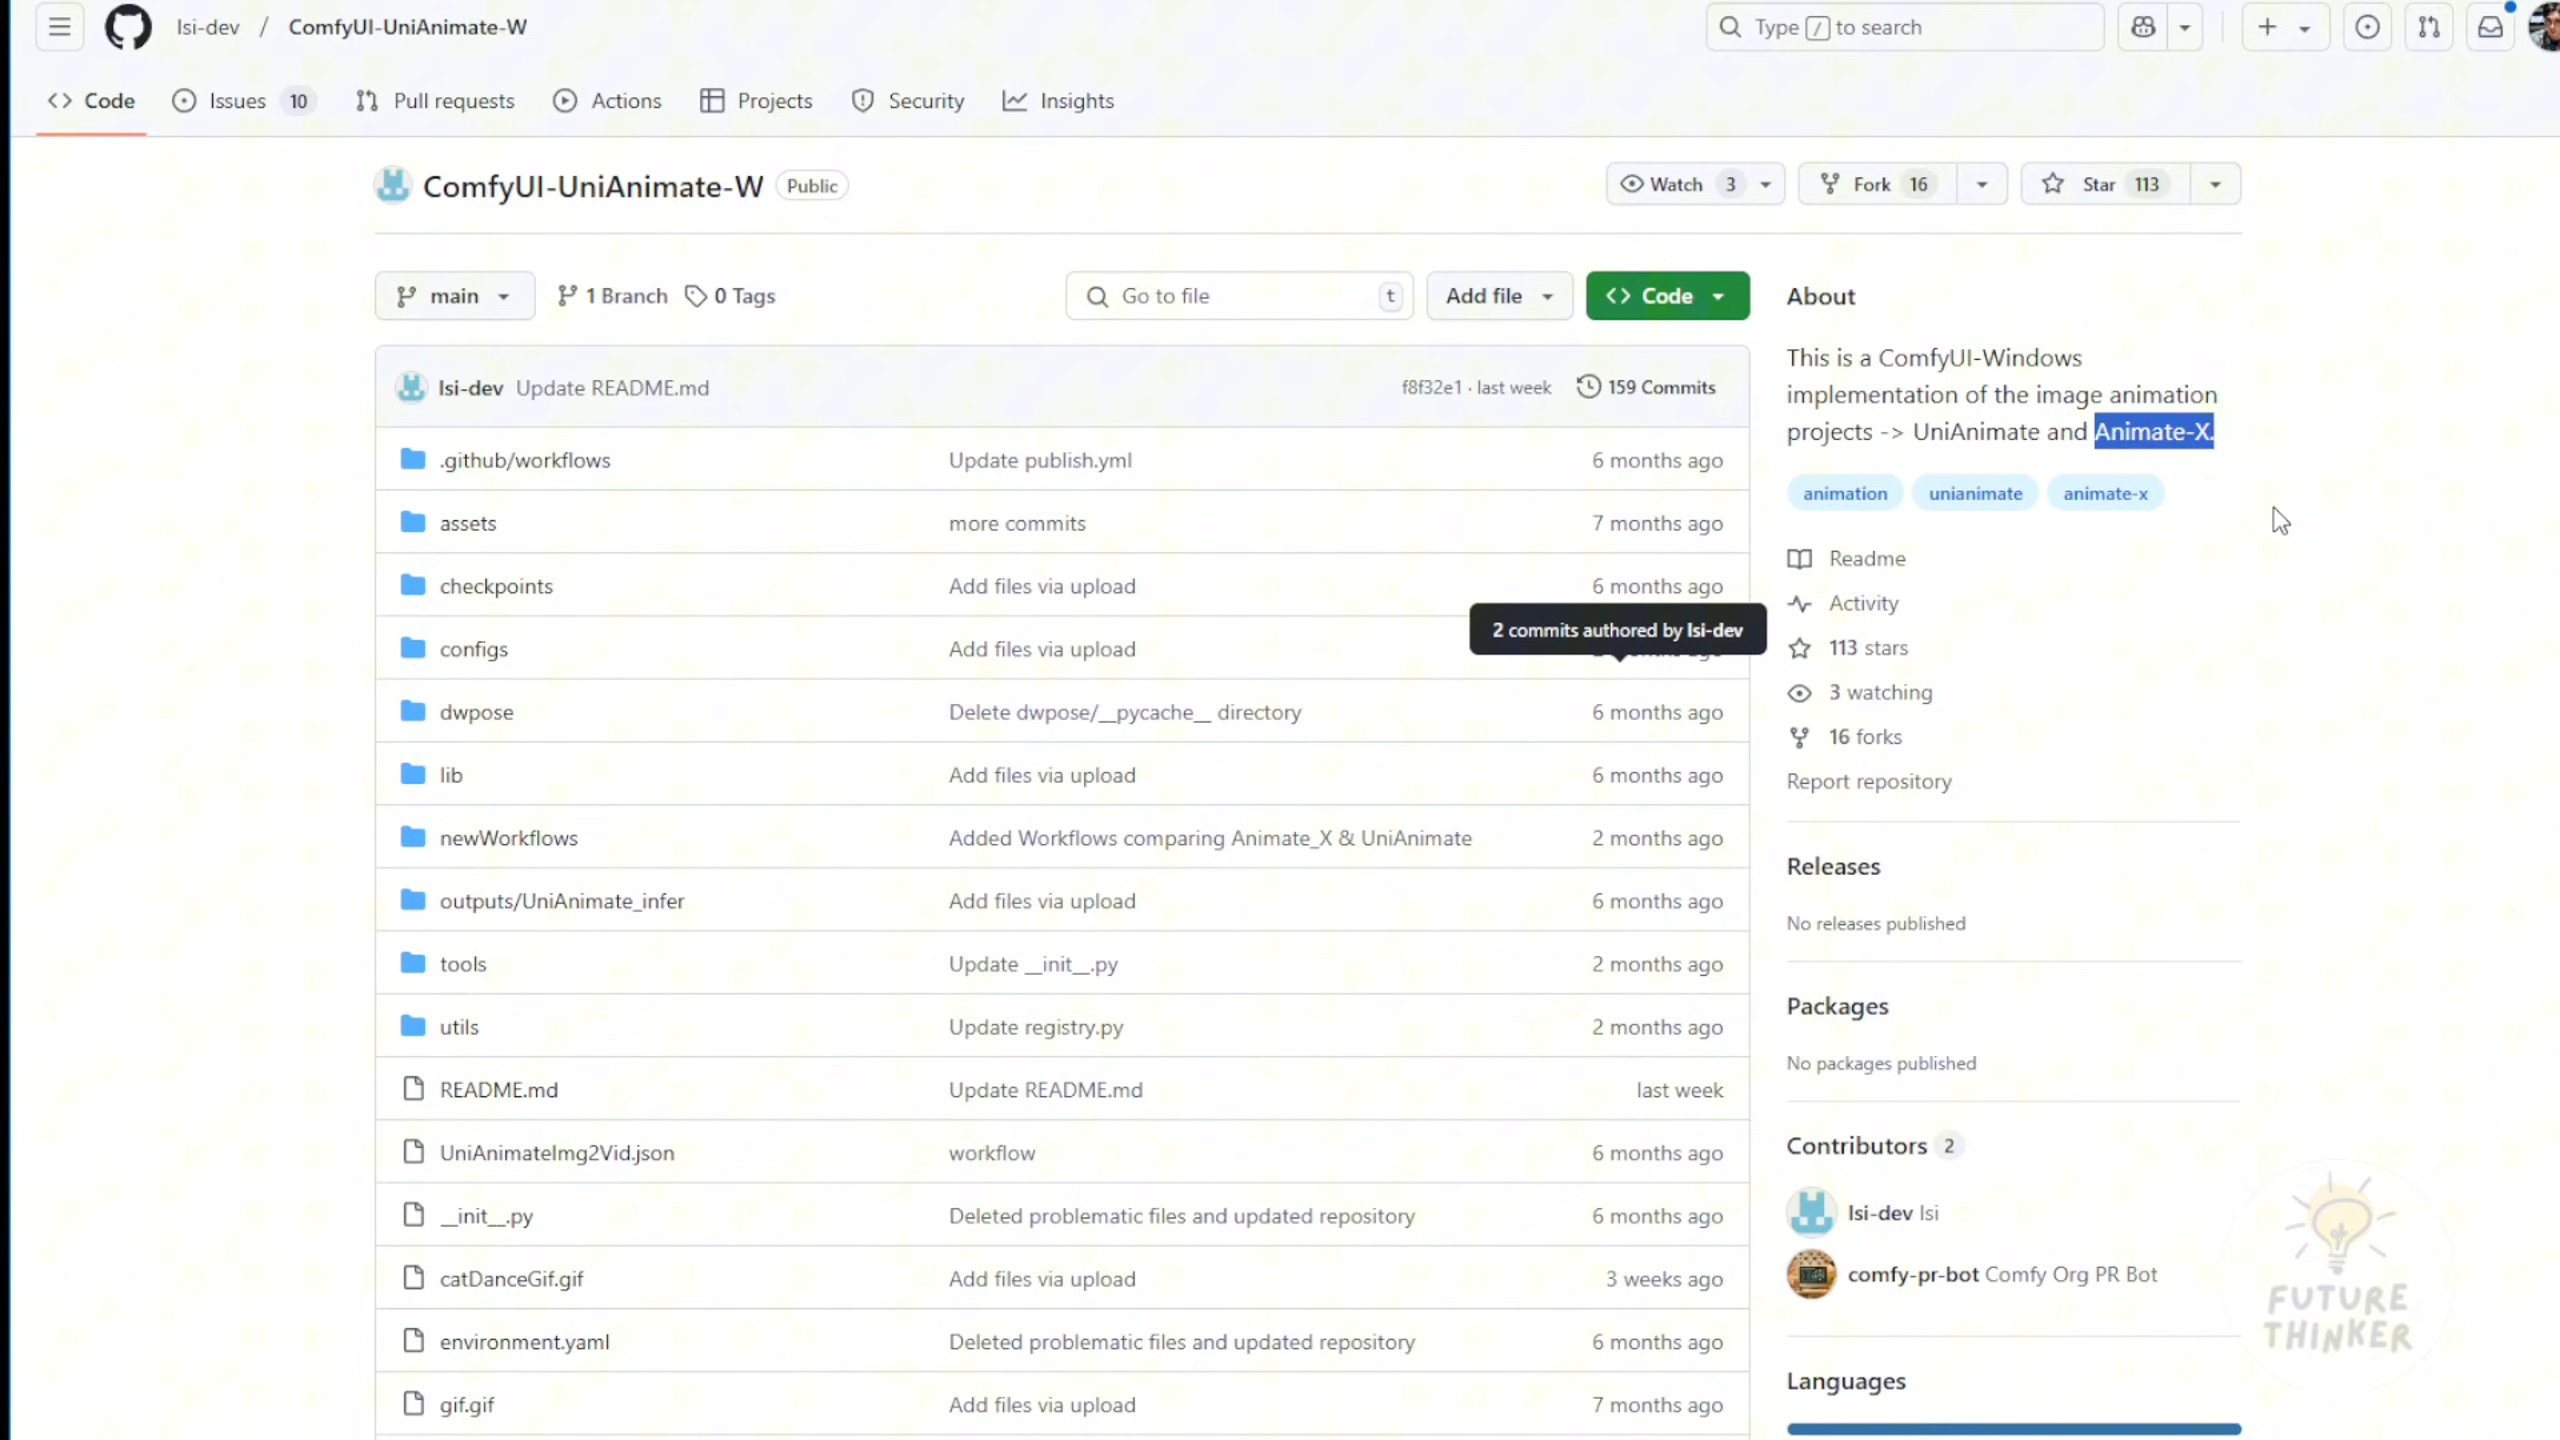 Isi-dev / ComfyUI-UniAnimate-W
Type / to search
Code Issues 10 Pull requests Actions Projects Security Insights
ComfyUI-UniAnimate-W Public
Watch 3 Fork 16 Star 113
main 1 Branch 0 Tags
Go to file t Add file Code
Isi-dev Update README.md f8f32e1 · last week 159 Commits
.github/workflows Update publish.yml 6 months ago
assets more commits 7 months ago
checkpoints Add files via upload 6 months ago
2 commits authored by Isi-dev
configs Add files via upload
dwpose Delete dwpose/__pycache__ directory 6 months ago
lib Add files via upload 6 months ago
newWorkflows Added Workflows comparing Animate_X & UniAnimate 2 months ago
outputs/UniAnimate_infer Add files via upload 6 months ago
tools Update __init__.py 2 months ago
utils Update registry.py 2 months ago
README.md Update README.md last week
UniAnimateImg2Vid.json workflow 6 months ago
__init__.py Deleted problematic files and updated repository 6 months ago
catDanceGif.gif Add files via upload 3 weeks ago
environment.yaml Deleted problematic files and updated repository 6 months ago
gif.gif Add files via upload 7 months ago
About
This is a ComfyUI-Windows
implementation of the image animation
projects -> UniAnimate and Animate-X.
animation unianimate animate-x
Readme
Activity
113 stars
3 watching
16 forks
Report repository
Releases
No releases published
Packages
No packages published
Contributors 2
Isi-dev Isi
comfy-pr-bot Comfy Org PR Bot
Languages
FUTURE
THINKER